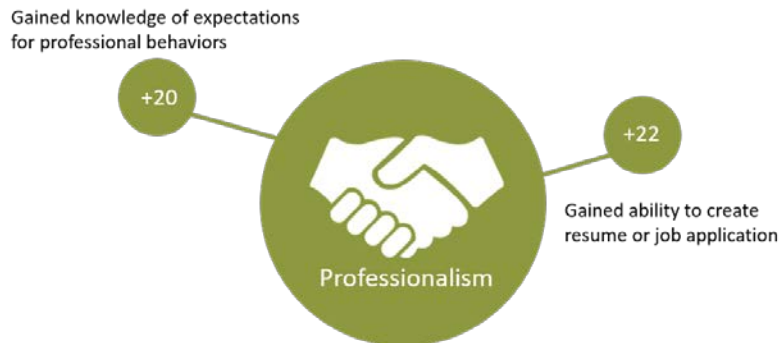 Gained knowledge of expectations
for professional behaviors
+20
+22
Gained ability to create
resume or job application
Professionalism